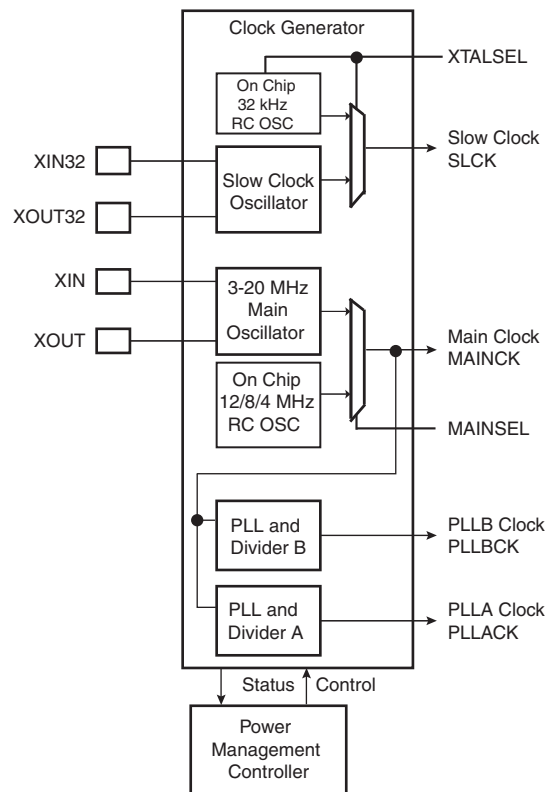 Clock Generator
XTALSEL
On Chip
32 kHz
RC OSC
Slow Clock
SLCK
XIN32
Slow Clock
Oscillator
XOUT32
XIN
3-20 MHz
Main
Oscillator
XOUT
Main Clock
MAINCK
On Chip
12/8/4 MHz
RC OSC
MAINSEL
PLL and
Divider B
PLLB Clock
PLLBCK
PLL and
Divider A
PLLA Clock
PLLACK
Status
Control
Power
Management
Controller